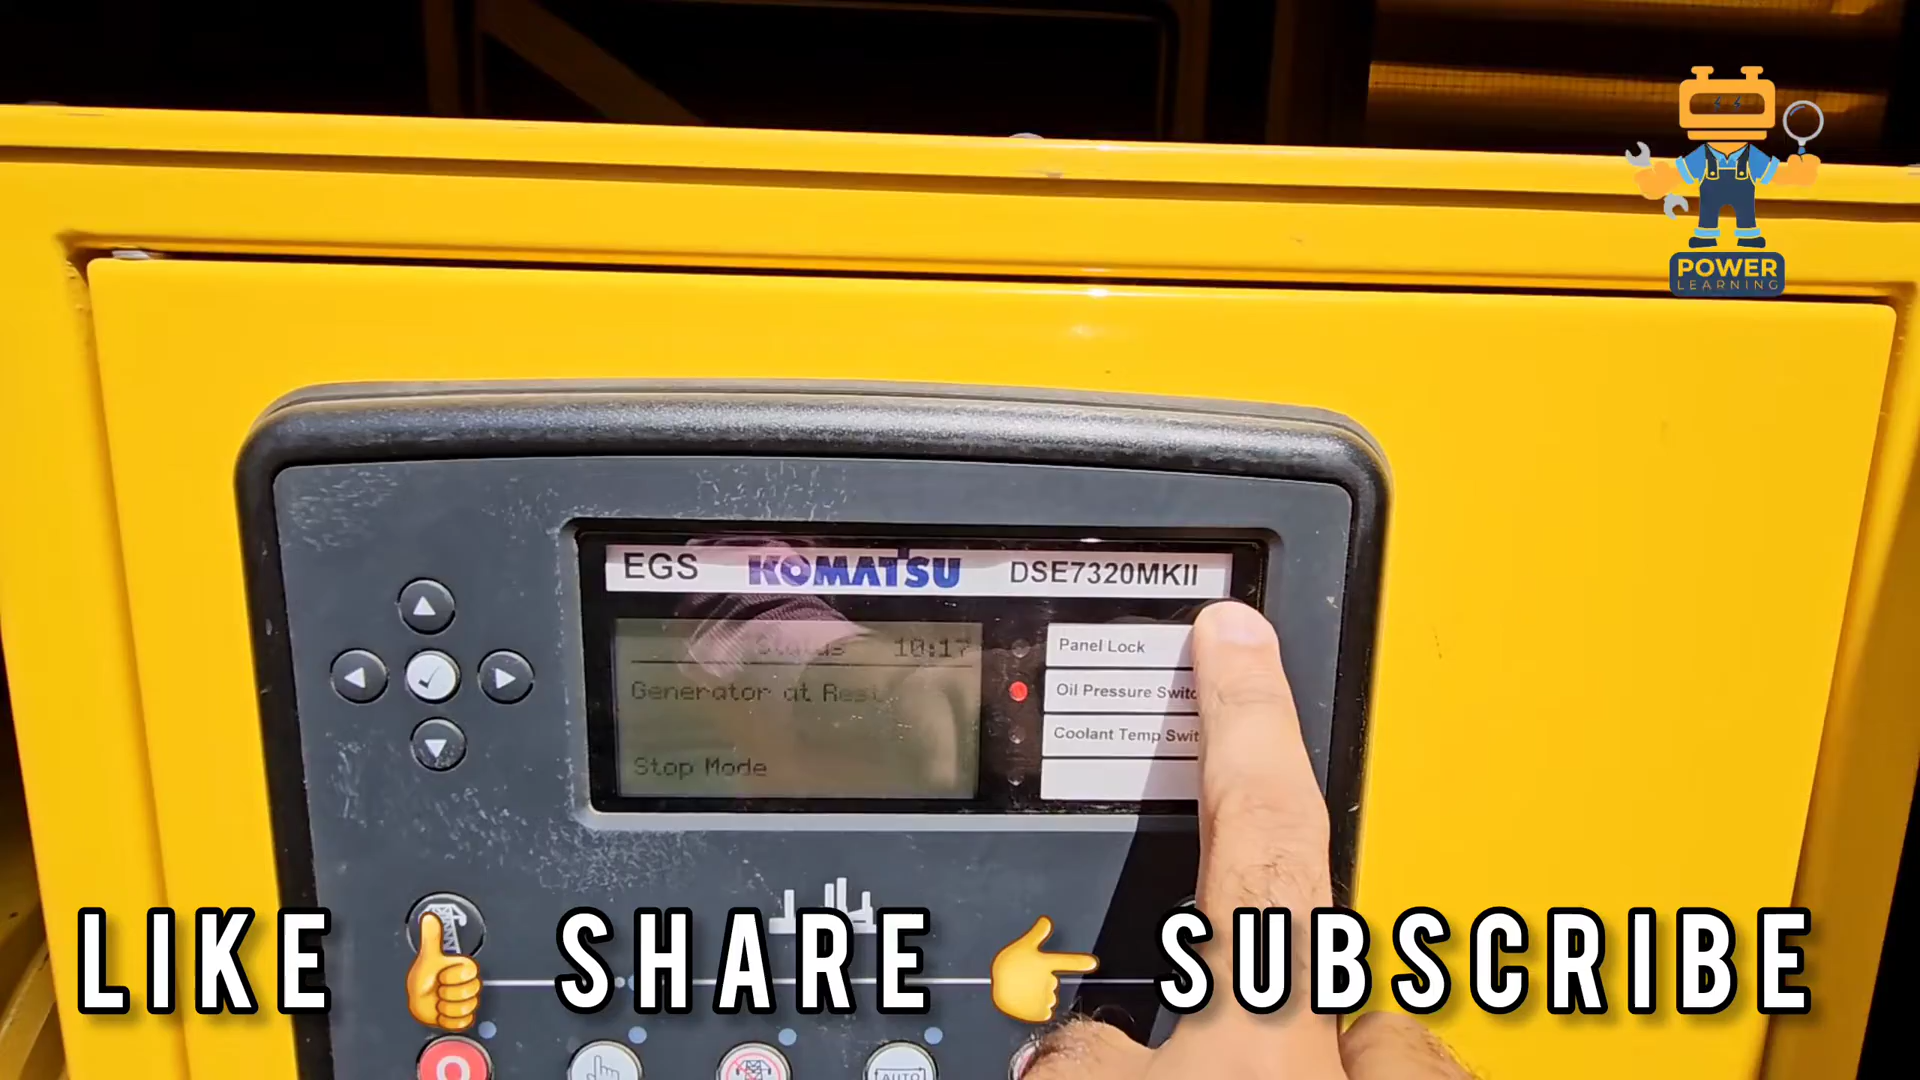 POWER
LEARNING
EGS KOMATSU DSE7320MKII
Status 10:17
Panel Lock
Generator at Rest
Oil Pressure Switc
Coolant Temp Swit
Stop Mode
LIKE SHARE SUBSCRIBE
AUTO